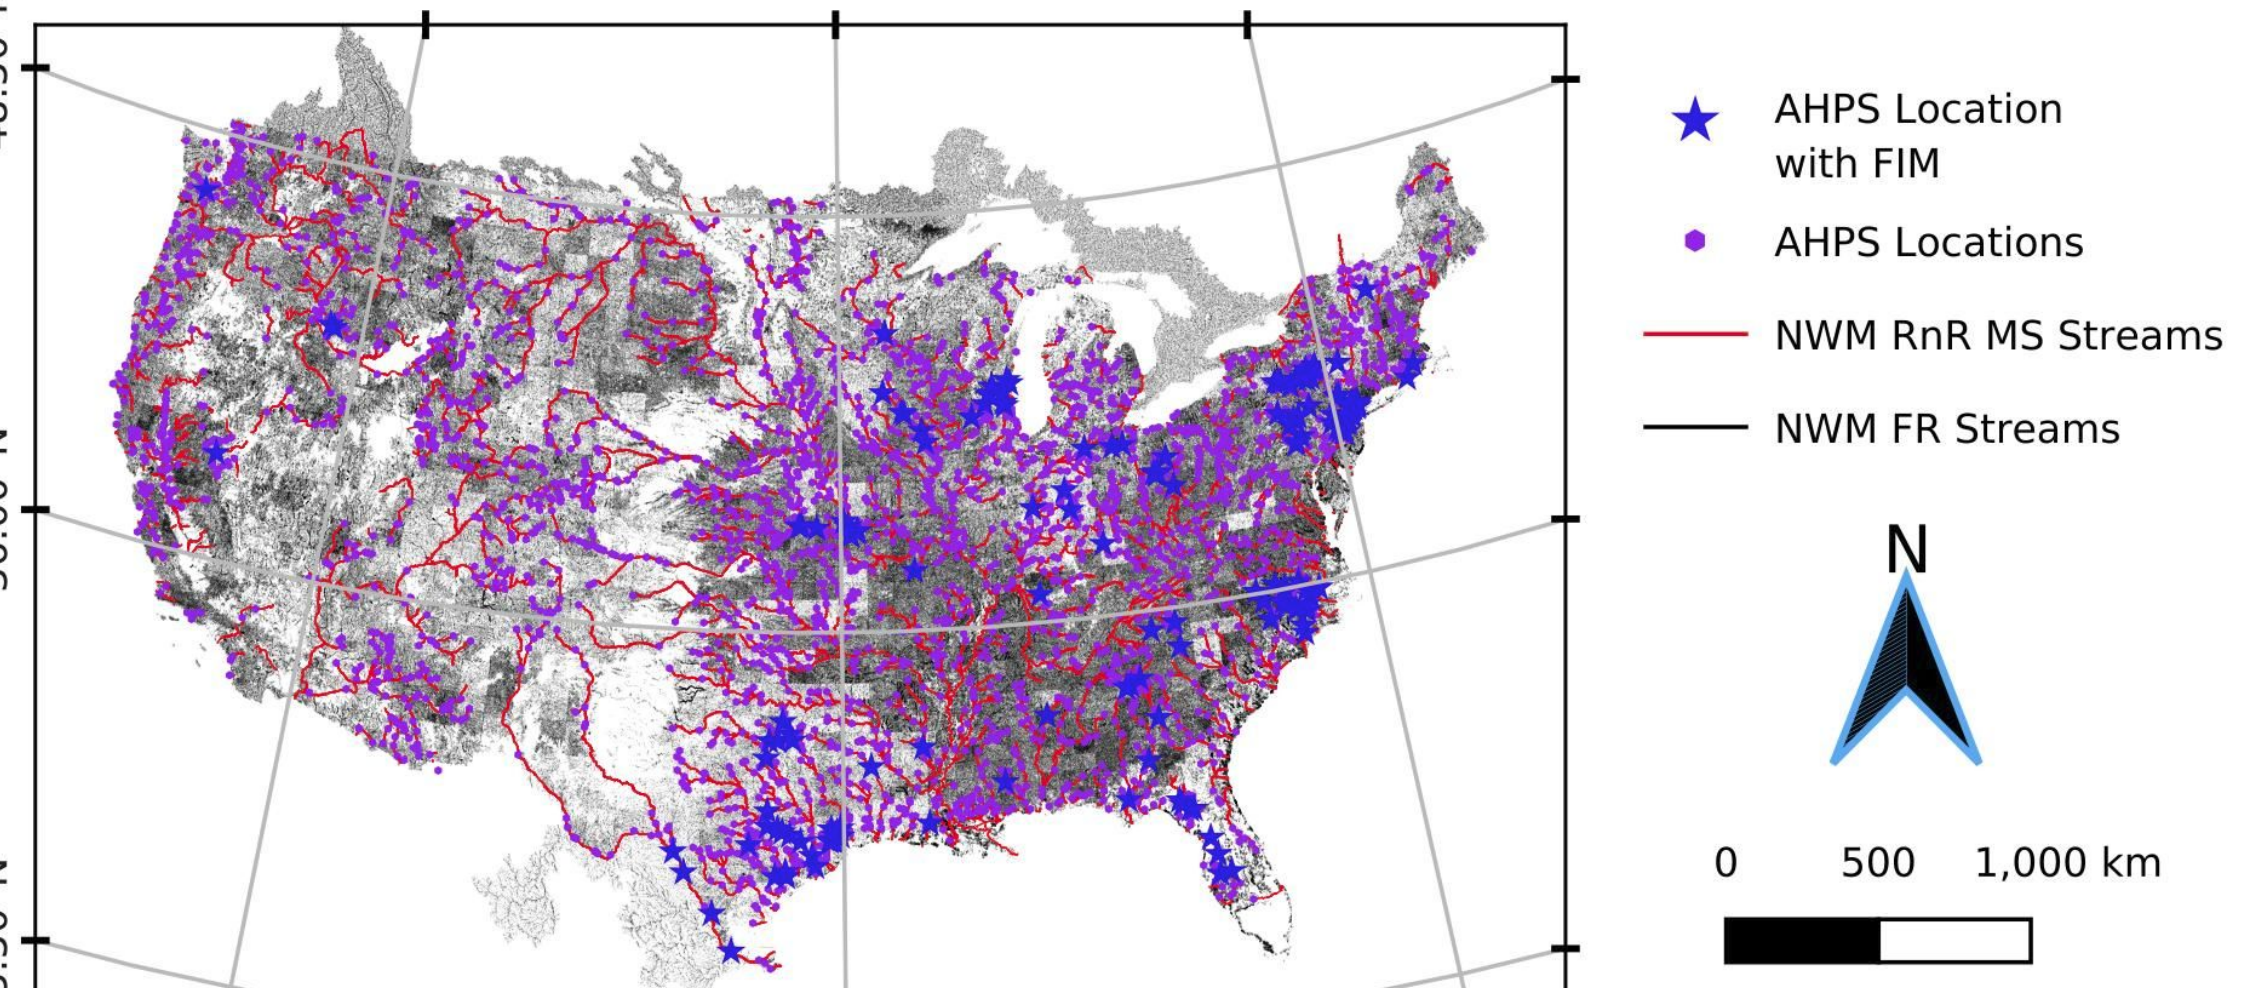 AHPS Location
with FIM
AHPS Locations
NWM RnR MS Streams
NWM FR Streams
N
0 500 1,000 km